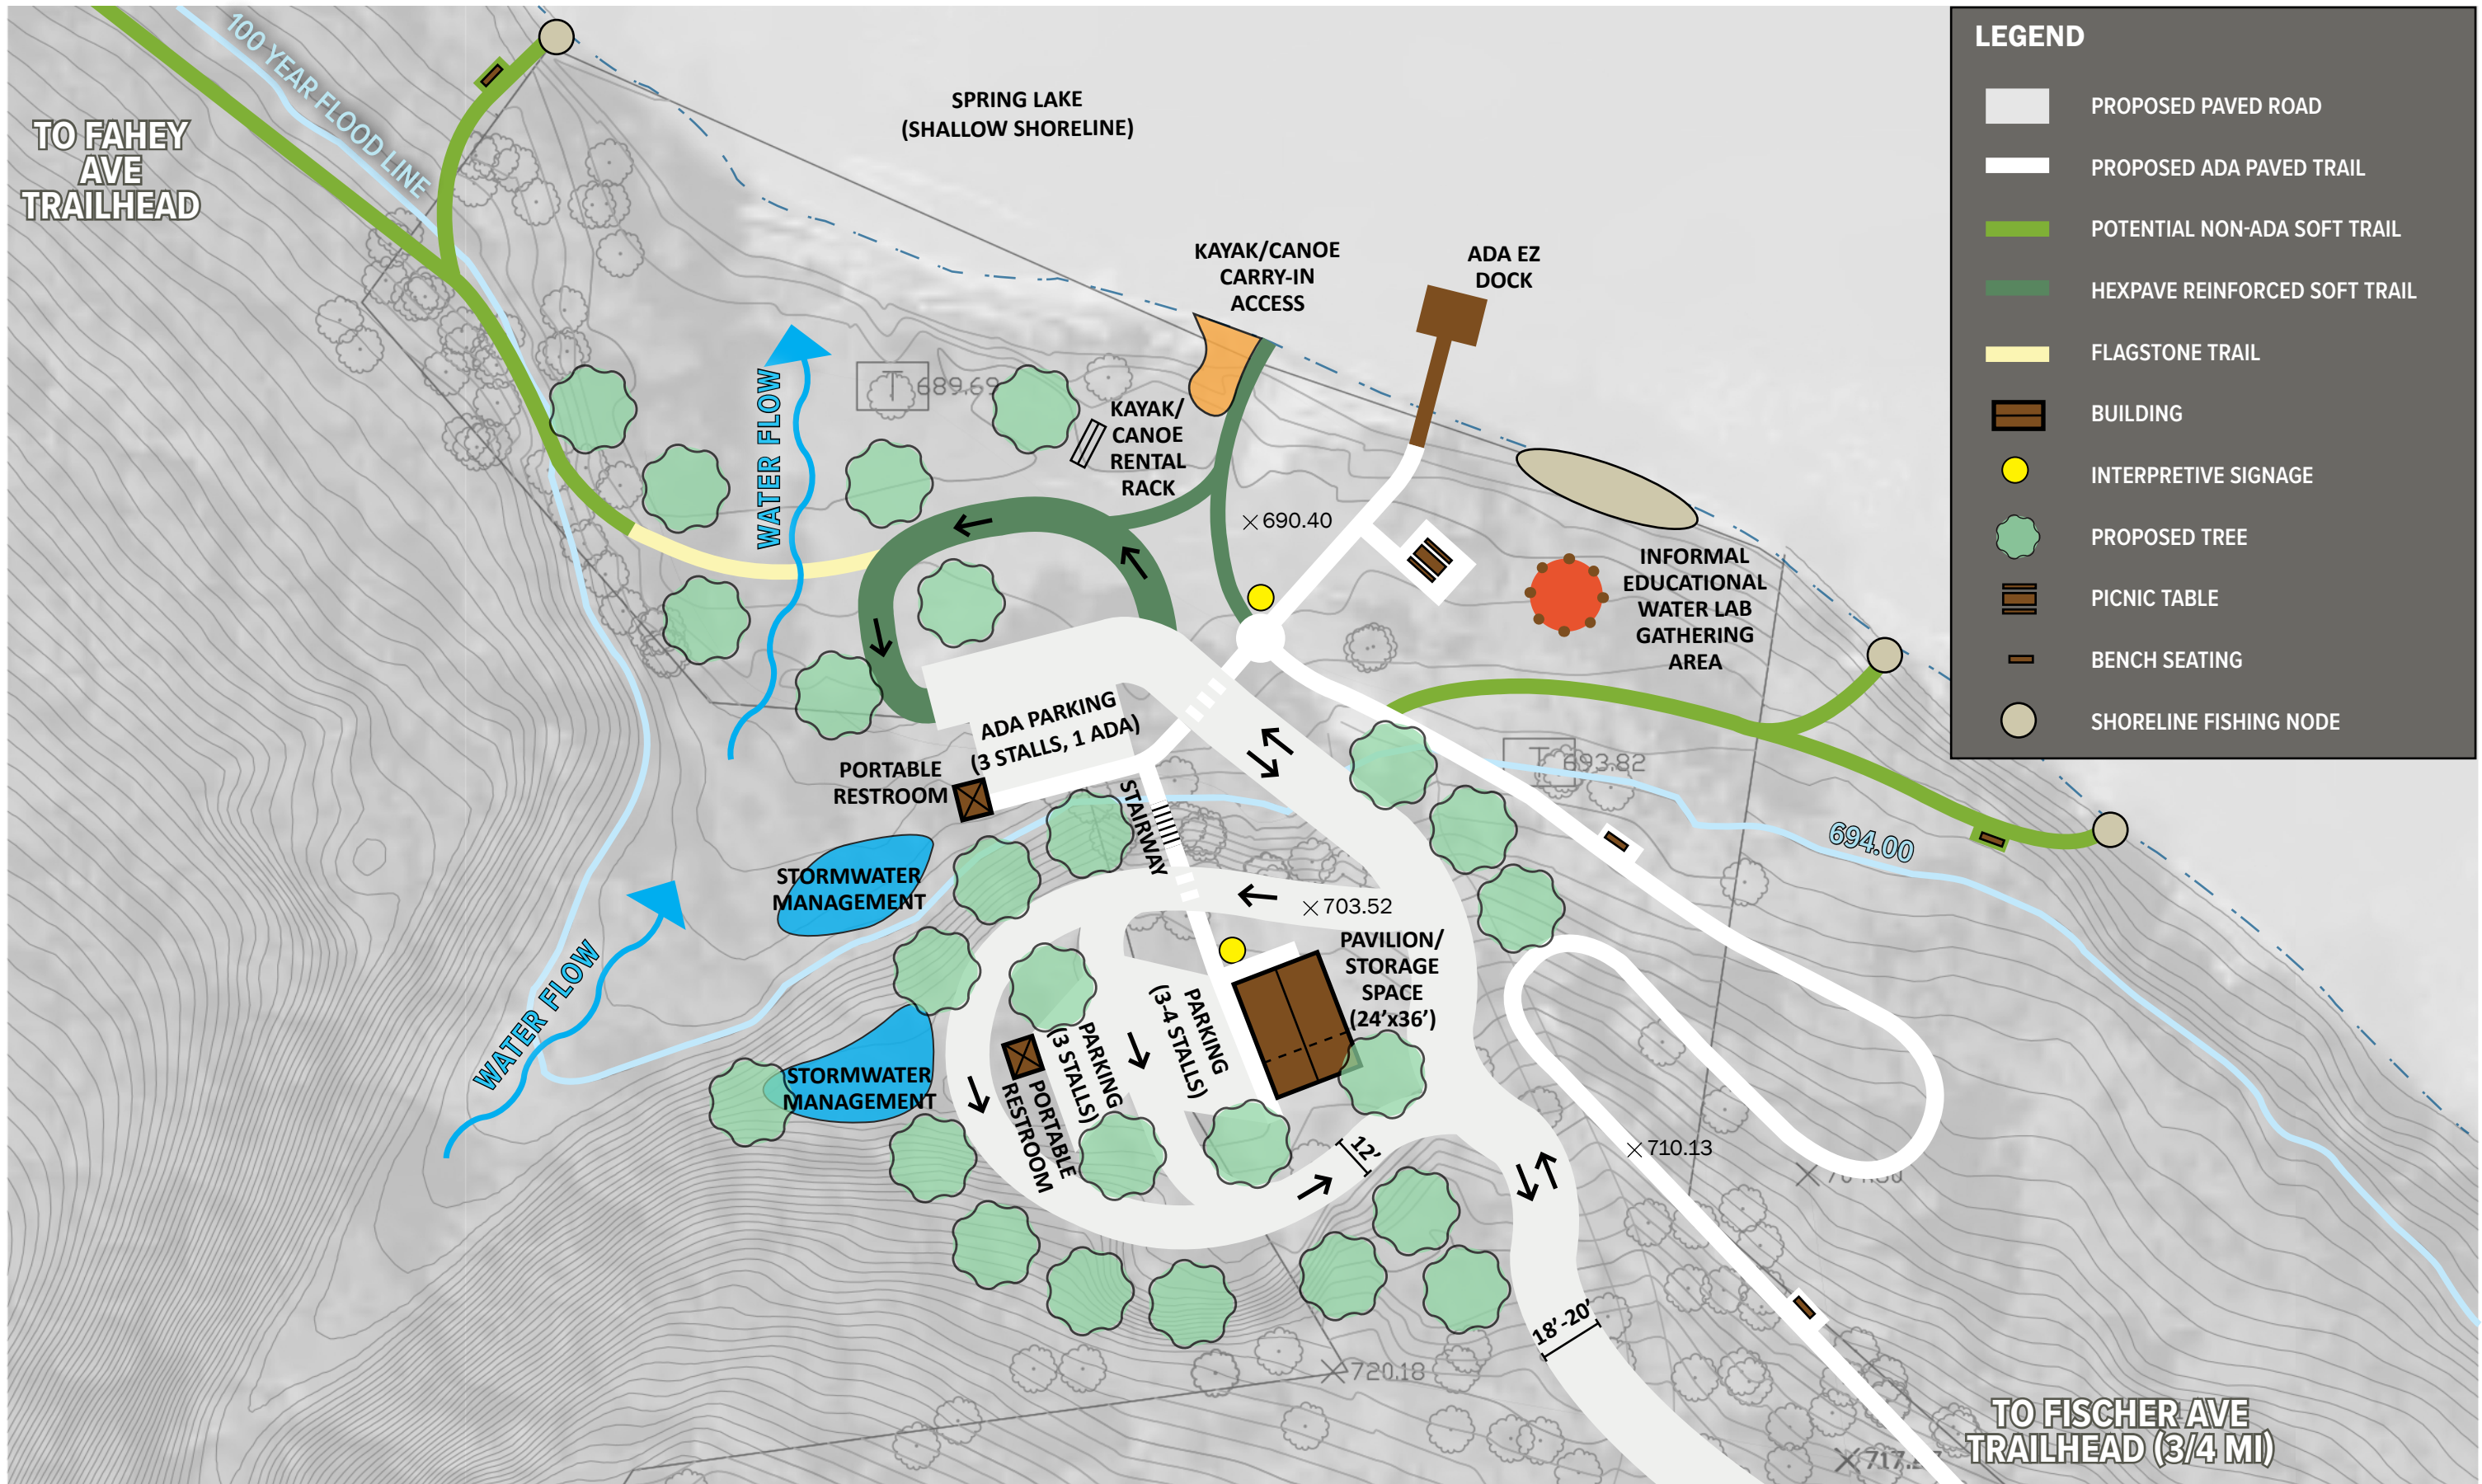 100 YEAR FLOOD LINE
TO FAHEY
AVE
TRAILHEAD
SPRING LAKE
(SHALLOW SHORELINE)
KAYAK/CANOE
CARRY-IN
ACCESS
ADA EZ
DOCK
WATER FLOW
T
689.69
KAYAK/
CANOE
RENTAL
RACK
690.40
INFORMAL
EDUCATIONAL
WATER LAB
GATHERING
AREA
ADA PARKING
(3 STALLS, 1 ADA)
PORTABLE
RESTROOM
STAIRWAY
T
693.82
694.00
STORMWATER
MANAGEMENT
703.52
PAVILION/
STORAGE
SPACE
(24'x36')
WATER FLOW
PARKING
(3-4 STALLS)
PARKING
(3 STALLS)
STORMWATER
MANAGEMENT
PORTABLE
RESTROOM
12'
710.13
18'-20'
720.18
TO FISCHER AVE
TRAILHEAD (3/4 MI)
LEGEND
PROPOSED PAVED ROAD
PROPOSED ADA PAVED TRAIL
POTENTIAL NON-ADA SOFT TRAIL
HEXPAVE REINFORCED SOFT TRAIL
FLAGSTONE TRAIL
BUILDING
INTERPRETIVE SIGNAGE
PROPOSED TREE
PICNIC TABLE
BENCH SEATING
SHORELINE FISHING NODE